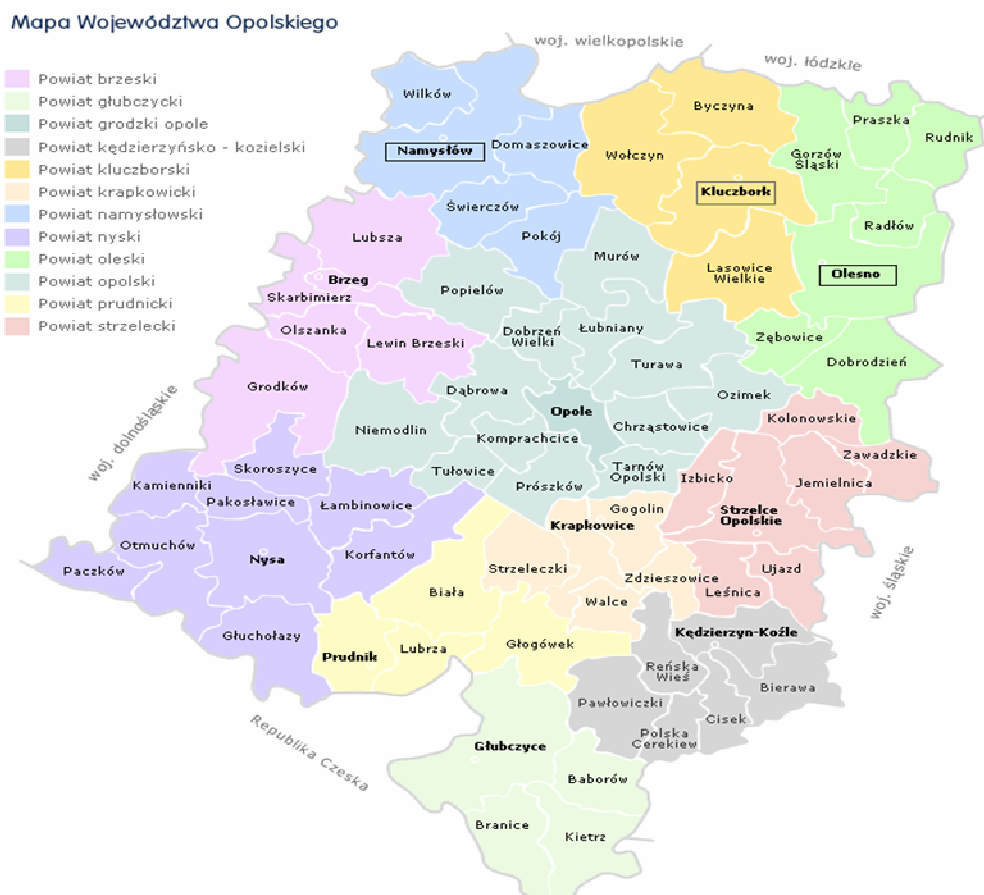 Mapa Województwa Opolskiego
woj. wielkopolskie
woj. łódzkie
Powiat brzeski
Powiat głubczycki
Powiat grodzki opole
Powiat kędzierzyńsko - kozielski
Powiat kluczborski
Powiat krapkowicki
Powiat namysłowski
Powiat nyski
Powiat oleski
Powiat opolski
Powiat prudnicki
Powiat strzelecki
Wilków
Byczyna
Praszka
Rudnik
Namysłów
Domaszowice
Wołczyn
Gorzów
Śląski
Kluczbork
Świerczów
Pokój
Radłów
Lubsza
Murów
Lasowice
Wielkie
Olesno
Brzeg
Skarbimierz
Popielów
Olszanka
Lewin Brzeski
Dobrzeń
Wielki
Łubniany
Zębowice
Turawa
Dobrodzień
Grodków
Dąbrowa
Ozimek
Opole
Niemodlin
Komprachcice
Chrząstowice
Kolonowskie
Zawadzkie
woj. dolnośląskie
Skoroszyce
Kamienniki
Tułowice
Tarnów
Opolski
Izbicko
Jemielnica
Prószków
Pakosławice
Łambinowice
Gogolin
Strzelce
Opolskie
Krapkowice
Otmuchów
Nysa
Korfantów
Paczków
Strzeleczki
Zdzieszowice
Ujazd
Leśnica
woj. śląskie
Biała
Walce
Głuchołazy
Prudnik
Lubrza
Głogówek
Kędzierzyn-Koźle
Reńska
Wieś
Bierawa
Pawłowiczki
Cisek
Polska
Cerekiew
Republika Czeska
Głubczyce
Baborów
Branice
Kietrz